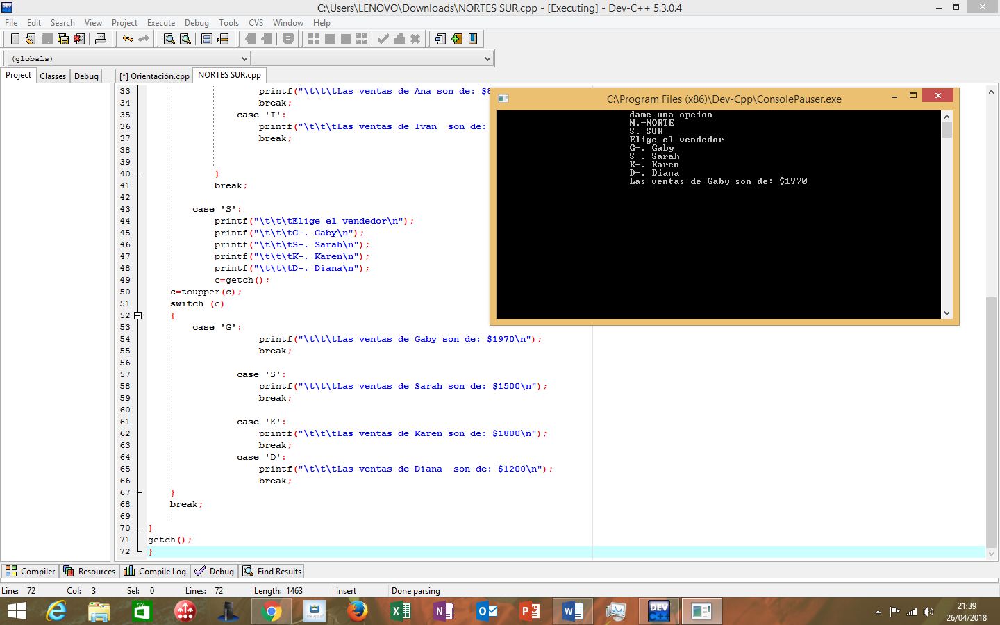 C:\Users\LENOVO\Downloads\NORTES SUR.cpp - [Executing] - Dev-C++ 5.3.0.4
File Edit Search View Project Execute Debug Tools CVS Window Help
(globals)
Project Classes Debug
[*] Orientación.cpp NORTES SUR.cpp
33 printf("\t\t\tLas ventas de Ana son de: $8
34 break;
35 case 'I':
36 printf("\t\t\tLas ventas de Ivan  son de:
37 break;
38
39
40 }
41 break;
42
43 case 'S':
44 printf("\t\t\tElige el vendedor\n");
45 printf("\t\t\tG-. Gaby\n");
46 printf("\t\t\tS-. Sarah\n");
47 printf("\t\t\tK-. Karen\n");
48 printf("\t\t\tD-. Diana\n");
49 c=getch();
50 c=toupper(c);
51 switch (c)
52 {
53 case 'G':
54 printf("\t\t\tLas ventas de Gaby son de: $1970\n");
55 break;
56
57 case 'S':
58 printf("\t\t\tLas ventas de Sarah son de: $1500\n");
59 break;
60
61 case 'K':
62 printf("\t\t\tLas ventas de Karen son de: $1800\n");
63 break;
64 case 'D':
65 printf("\t\t\tLas ventas de Diana  son de: $1200\n");
66 break;
67 }
68 break;
69
70 }
71 getch();
72 }
C:\Program Files (x86)\Dev-Cpp\ConsolePauser.exe
dame una opcion
N.-NORTE
S.-SUR
Elige el vendedor
G-. Gaby
S-. Sarah
K-. Karen
D-. Diana
Las ventas de Gaby son de: $1970
Compiler Resources Compile Log Debug Find Results
Line: 72 Col: 3 Sel: 0 Lines: 72 Length: 1463 Insert Done parsing
DEV C++
21:39
26/04/2018